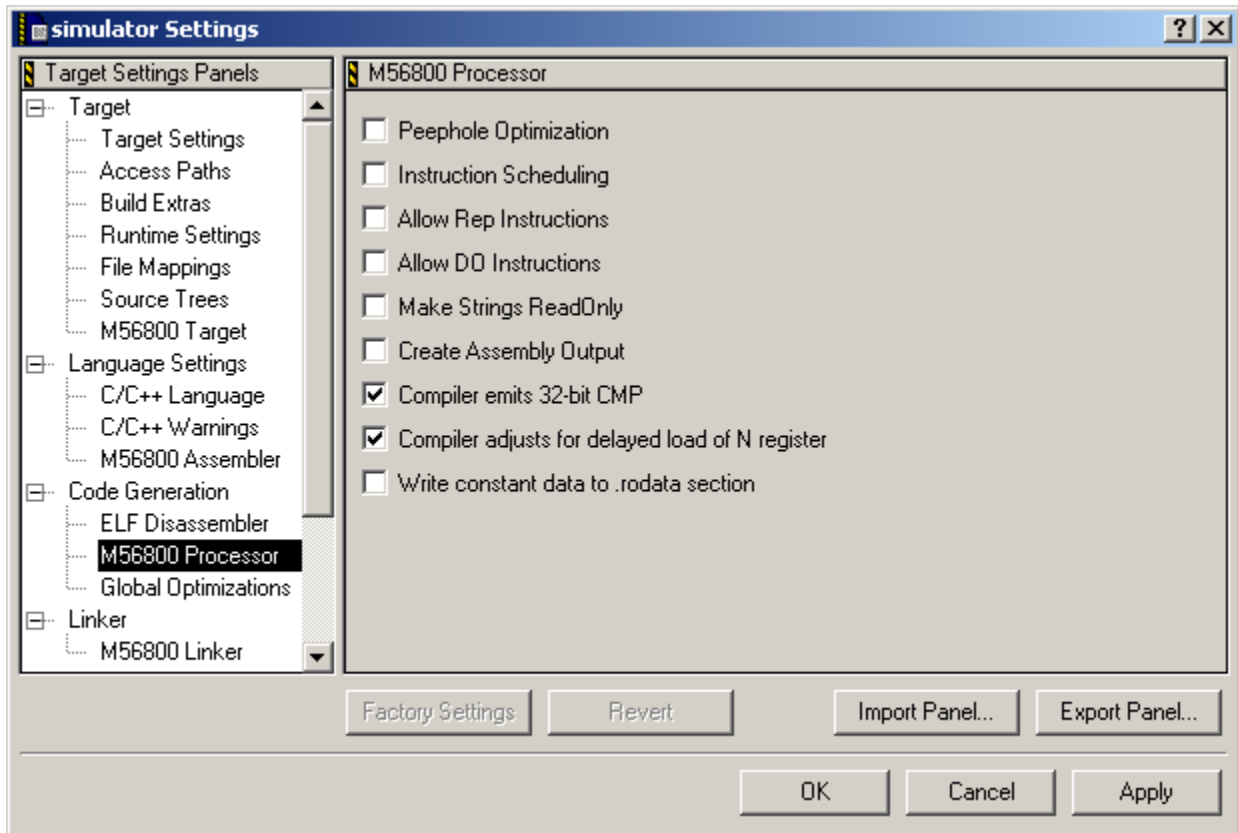 simulator Settings
Target Settings Panels
Target
Target Settings
Access Paths
Build Extras
Runtime Settings
File Mappings
Source Trees
M56800 Target
Language Settings
C/C++ Language
C/C++ Warnings
M56800 Assembler
Code Generation
ELF Disassembler
M56800 Processor
Global Optimizations
Linker
M56800 Linker
M56800 Processor
Peephole Optimization
Instruction Scheduling
Allow Rep Instructions
Allow DO Instructions
Make Strings ReadOnly
Create Assembly Output
Compiler emits 32-bit CMP
Compiler adjusts for delayed load of N register
Write constant data to .rodata section
Factory Settings
Revert
Import Panel...
Export Panel...
OK
Cancel
Apply